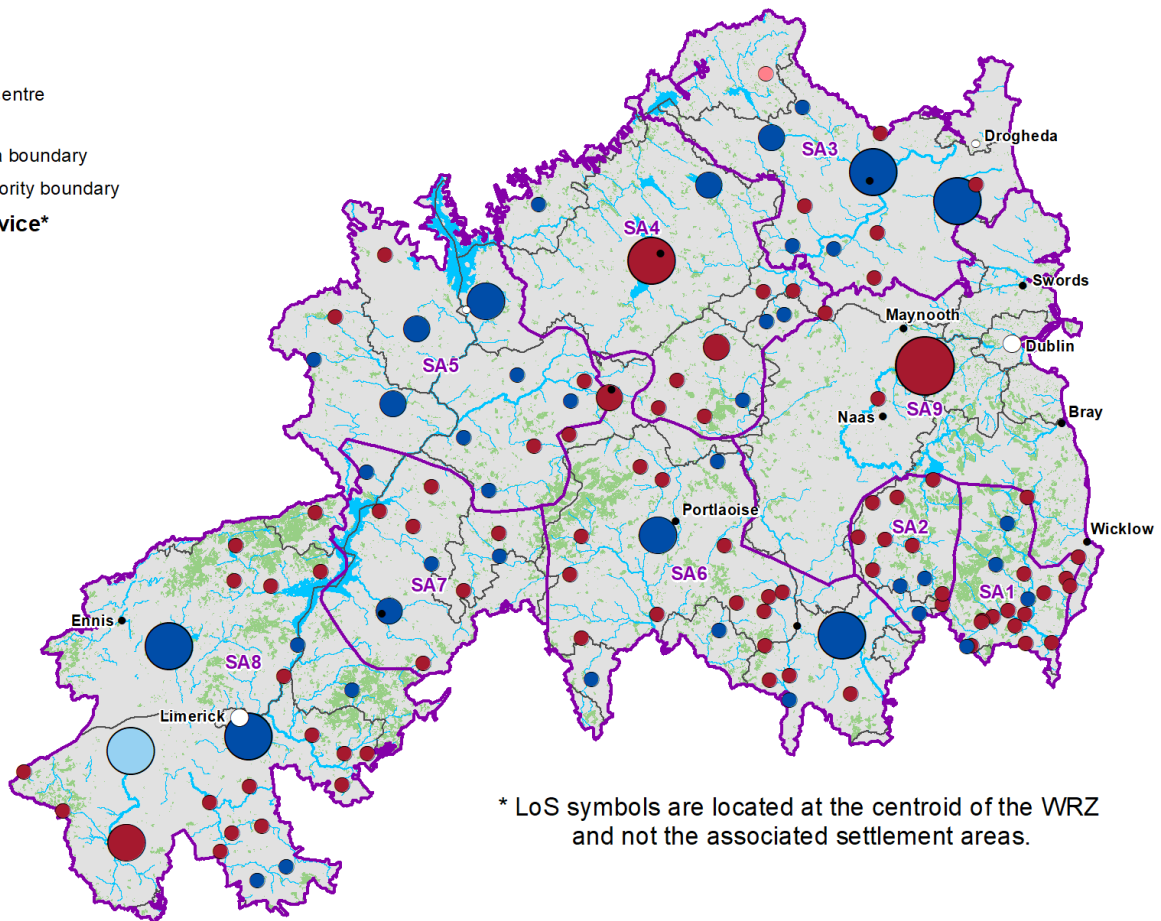 entre
boundary
ority boundary
vice*
Drogheda
SA3
SA4
Swords
Maynooth
Dublin
SA5
SA9
Naas
Bray
Portlaoise
SA2
Wicklow
SA6
SA7
SA1
Ennis
SA8
Limerick
* LoS symbols are located at the centroid of the WRZ
and not the associated settlement areas.